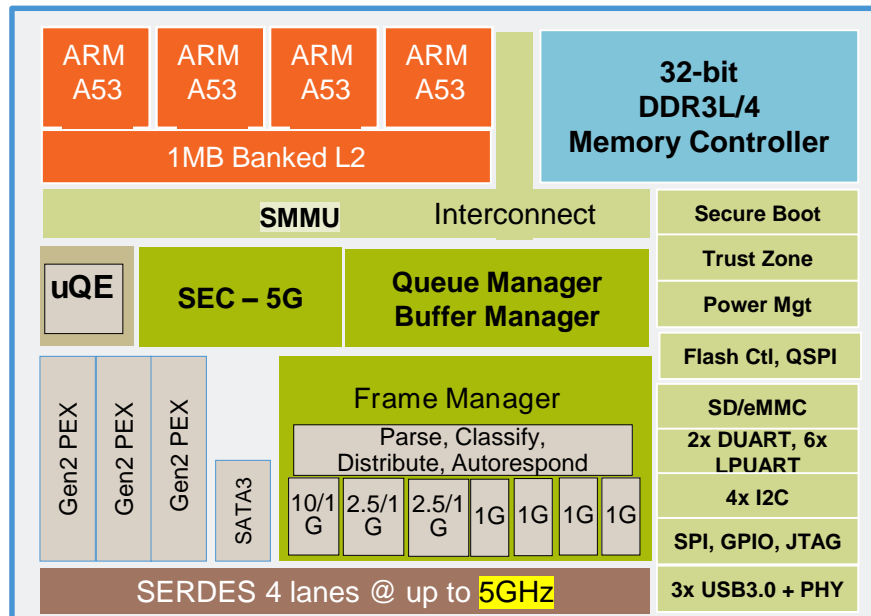 ARM
A53
ARM
A53
ARM
A53
ARM
A53
1MB Banked L2
32-bit
DDR3L/4
Memory Controller
SMMU
Interconnect
Secure Boot
Trust Zone
Power Mgt
Flash Ctl, QSPI
SD/eMMC
2x DUART, 6x
LPUART
4x I2C
SPI, GPIO, JTAG
3x USB3.0 + PHY
uQE
SEC – 5G
Queue Manager
Buffer Manager
Gen2 PEX
Gen2 PEX
Gen2 PEX
SATA3
Frame Manager
Parse, Classify,
Distribute, Autorespond
10/1
G
2.5/1
G
2.5/1
G
1G
1G
1G
1G
SERDES 4 lanes @ up to 5GHz